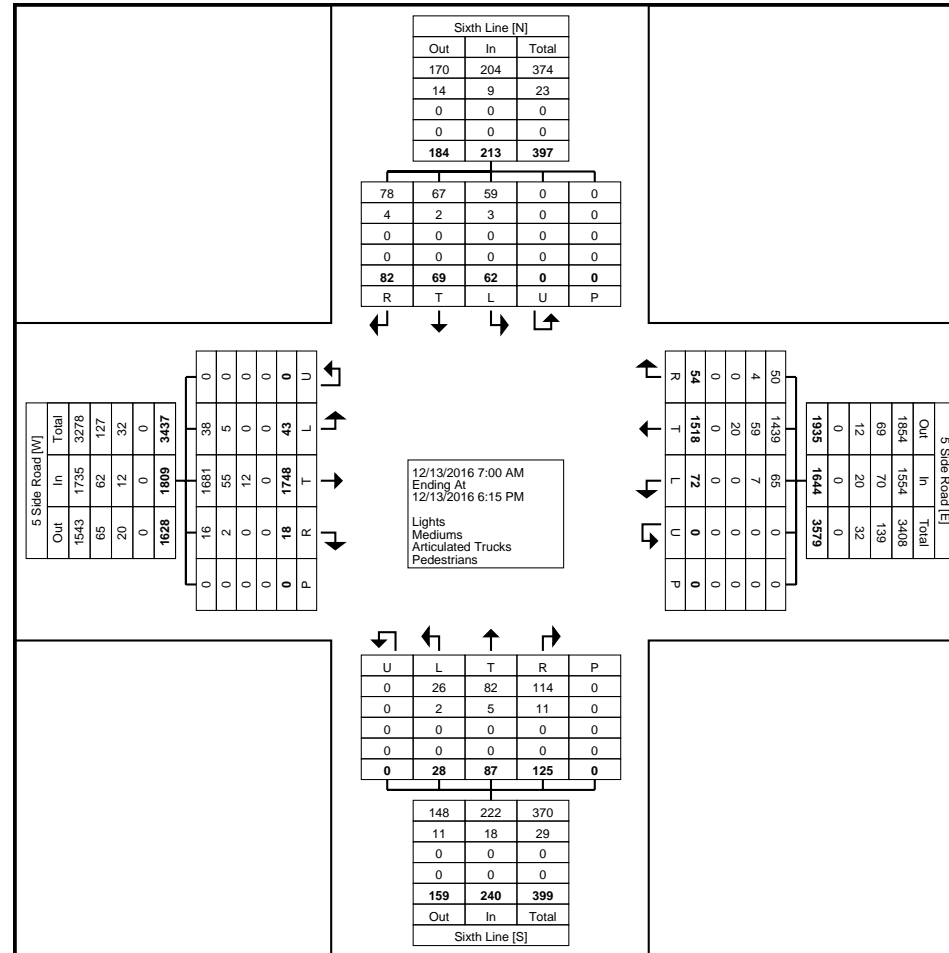 Sixth Line [N]
Out In Total
170 204 374
14 9 23
0 0 0
0 0 0
184 213 397
78 67 59 0 0
4 2 3 0 0
0 0 0 0 0
0 0 0 0 0
82 69 62 0 0
R T L U P
5 Side Road [W]
Total In Out
3278 1735 1543
127 62 65
32 12 20
0 0 0
3437 1809 1628
0 38 1681 16 0
0 5 55 2 0
0 0 12 0 0
0 0 0 0 0
0 43 1748 18 0
U L T R P
12/13/2016 7:00 AM
Ending At
12/13/2016 6:15 PM
Lights
Mediums
Articulated Trucks
Pedestrians
R T L U P
54 1518 72 0 0
0 0 0 0 0
0 20 0 0 0
4 59 7 0 0
50 1439 65 0 0
1935 1644 3579
0 0 0
12 20 32
69 70 139
1854 1554 3408
Out In Total
5 Side Road [E]
U L T R P
0 26 82 114 0
0 2 5 11 0
0 0 0 0 0
0 0 0 0 0
0 28 87 125 0
148 222 370
11 18 29
0 0 0
0 0 0
159 240 399
Out In Total
Sixth Line [S]